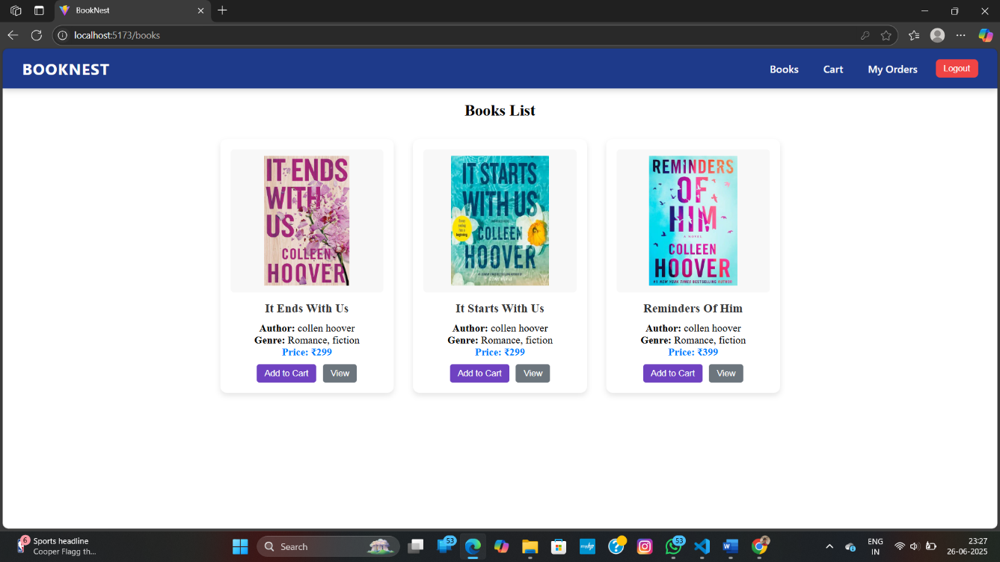 BookNest
localhost:5173/books
BOOKNEST
Books
Cart
My Orders
Logout
Books List
IT ENDS
WITH
US
COLLEEN
HOOVER
IT STARTS
WITH US
COLLEEN
HOOVER
REMINDERS
OF
HIM
A NOVEL
COLLEEN
HOOVER
#1 NEW YORK TIMES BESTSELLING AUTHOR
It Ends With Us
Author: collen hoover
Genre: Romance, fiction
Price: ₹299
Add to Cart
View
It Starts With Us
Author: collen hoover
Genre: Romance, fiction
Price: ₹299
Add to Cart
View
Reminders Of Him
Author: collen hoover
Genre: Romance, fiction
Price: ₹399
Add to Cart
View
6
Sports headline
Cooper Flagg th...
Search
53
myhp
53
ENG
IN
23:27
26-06-2025